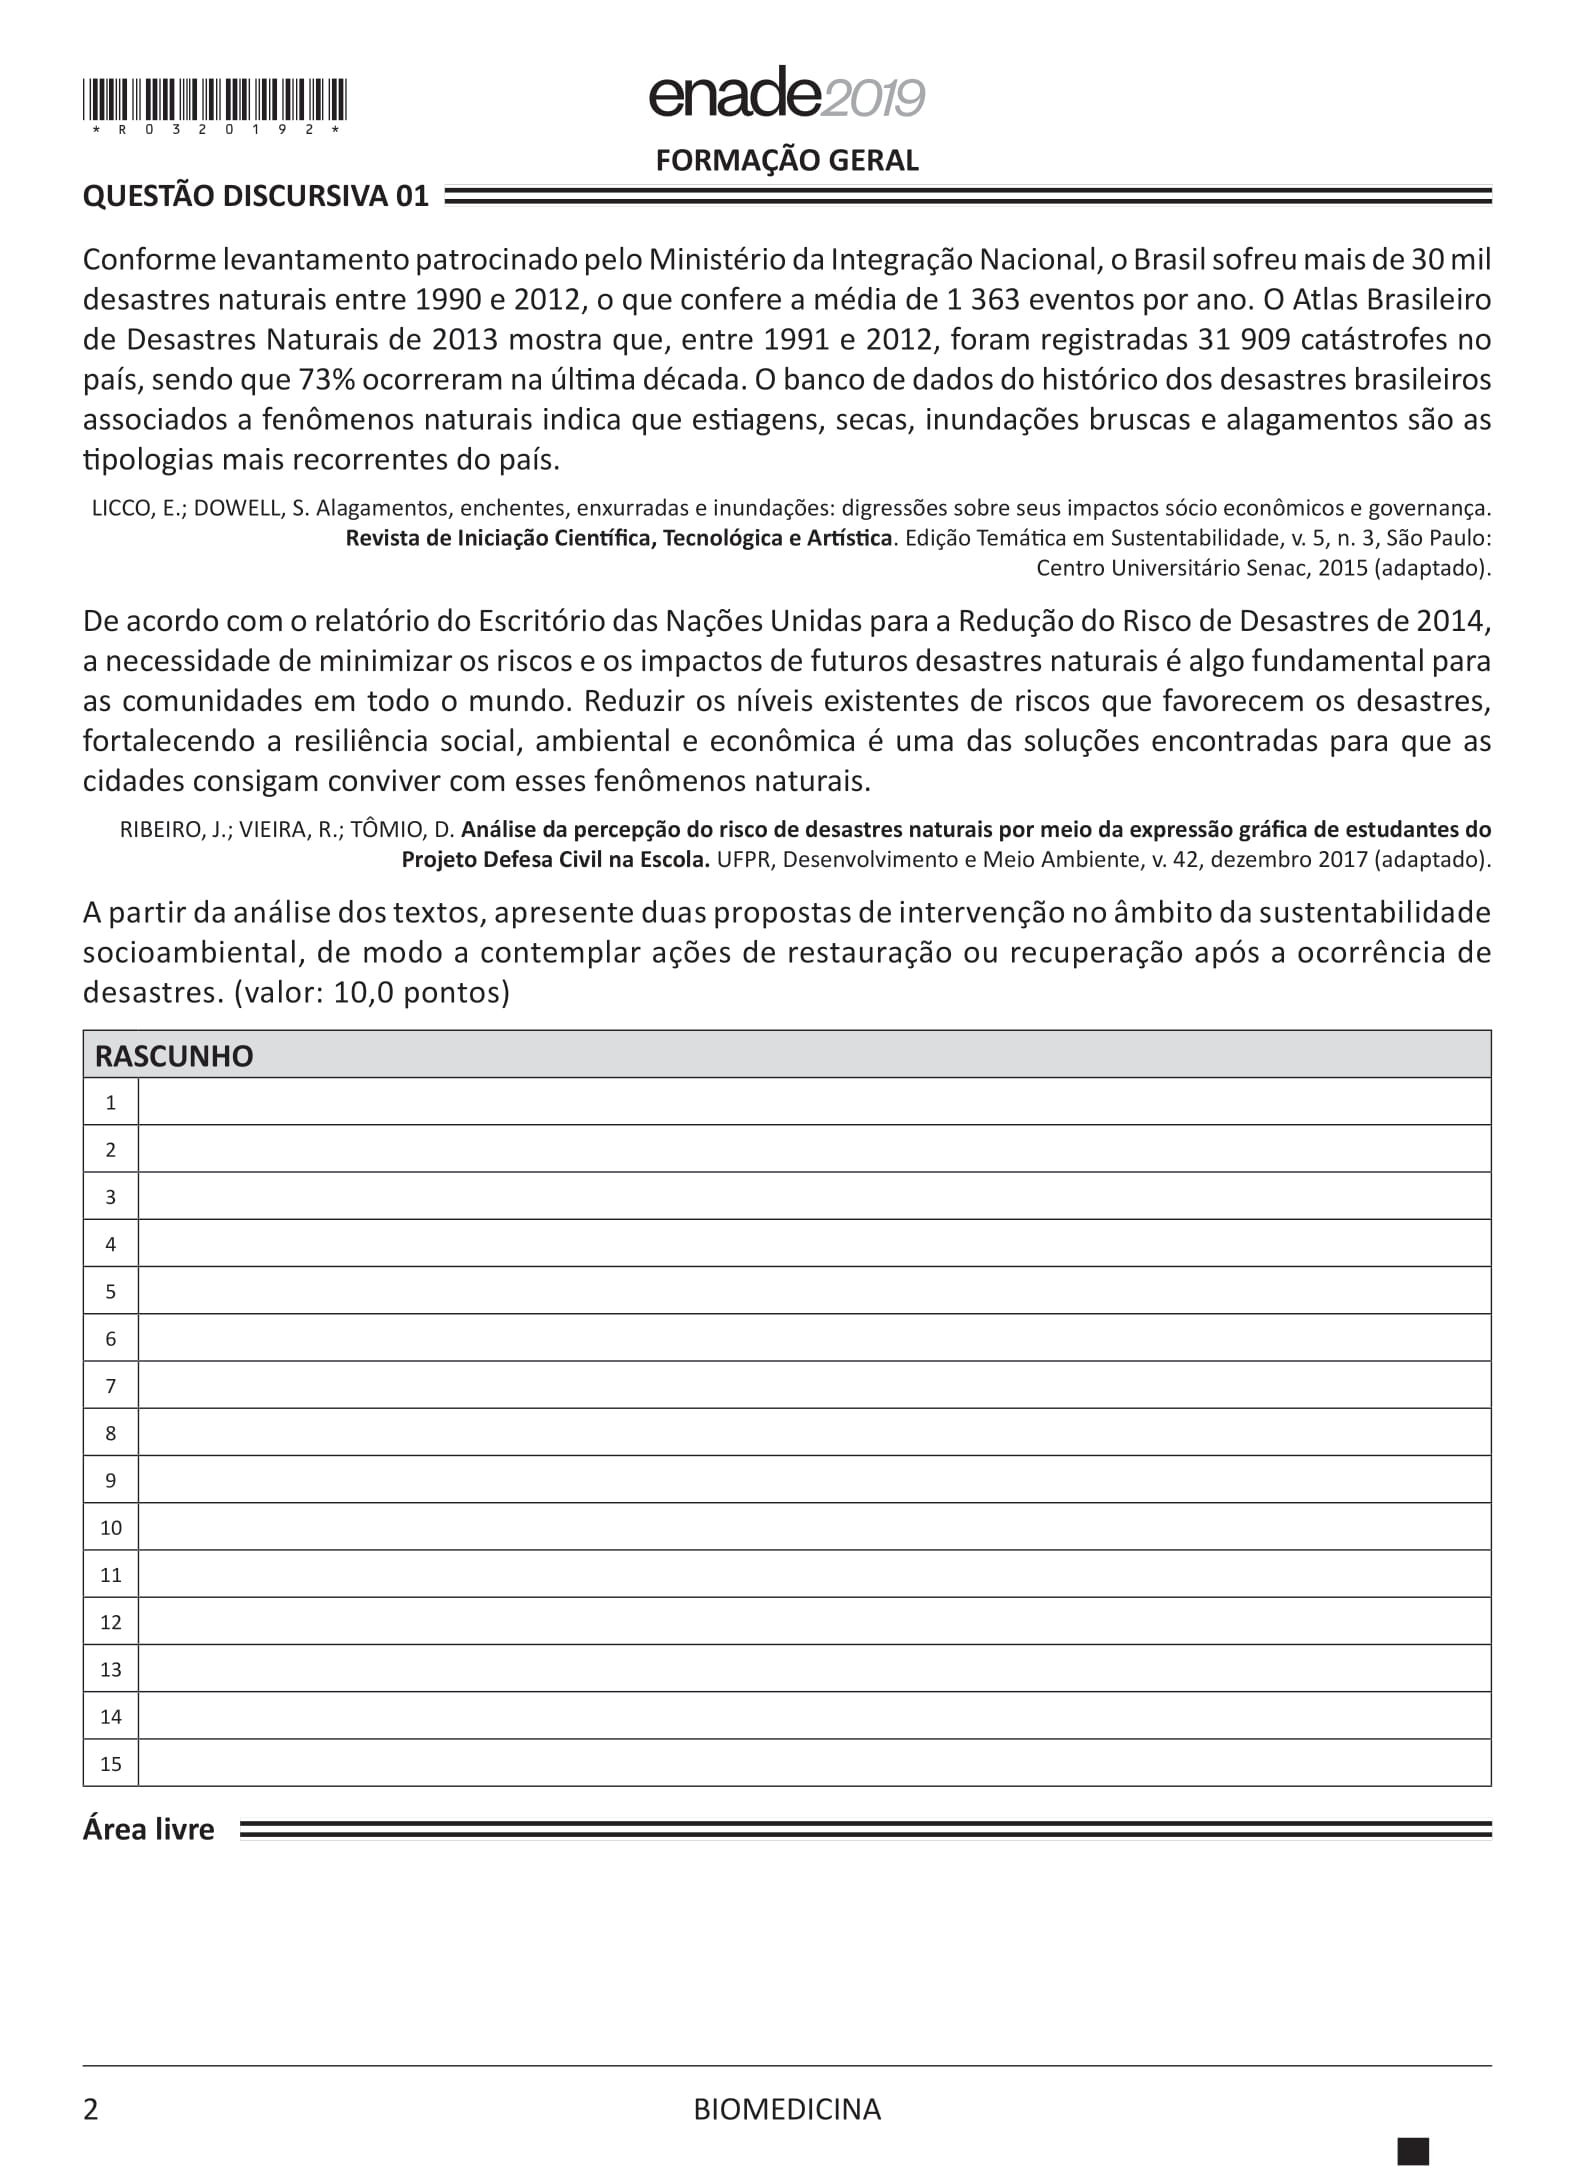 * R 0 3 2 0 1 9 2 *
enade2019
FORMAÇÃO GERAL
QUESTÃO DISCURSIVA 01
Conforme levantamento patrocinado pelo Ministério da Integração Nacional, o Brasil sofreu mais de 30 mil
desastres naturais entre 1990 e 2012, o que confere a média de 1 363 eventos por ano. O Atlas Brasileiro
de Desastres Naturais de 2013 mostra que, entre 1991 e 2012, foram registradas 31 909 catástrofes no
país, sendo que 73% ocorreram na última década. O banco de dados do histórico dos desastres brasileiros
associados a fenômenos naturais indica que estiagens, secas, inundações bruscas e alagamentos são as
tipologias mais recorrentes do país.
LICCO, E.; DOWELL, S. Alagamentos, enchentes, enxurradas e inundações: digressões sobre seus impactos sócio econômicos e governança.
Revista de Iniciação Científica, Tecnológica e Artística. Edição Temática em Sustentabilidade, v. 5, n. 3, São Paulo:
Centro Universitário Senac, 2015 (adaptado).
De acordo com o relatório do Escritório das Nações Unidas para a Redução do Risco de Desastres de 2014,
a necessidade de minimizar os riscos e os impactos de futuros desastres naturais é algo fundamental para
as comunidades em todo o mundo. Reduzir os níveis existentes de riscos que favorecem os desastres,
fortalecendo a resiliência social, ambiental e econômica é uma das soluções encontradas para que as
cidades consigam conviver com esses fenômenos naturais.
RIBEIRO, J.; VIEIRA, R.; TÔMIO, D. Análise da percepção do risco de desastres naturais por meio da expressão gráfica de estudantes do
Projeto Defesa Civil na Escola. UFPR, Desenvolvimento e Meio Ambiente, v. 42, dezembro 2017 (adaptado).
A partir da análise dos textos, apresente duas propostas de intervenção no âmbito da sustentabilidade
socioambiental, de modo a contemplar ações de restauração ou recuperação após a ocorrência de
desastres. (valor: 10,0 pontos)
RASCUNHO
1
2
3
4
5
6
7
8
9
10
11
12
13
14
15
Área livre
2
BIOMEDICINA